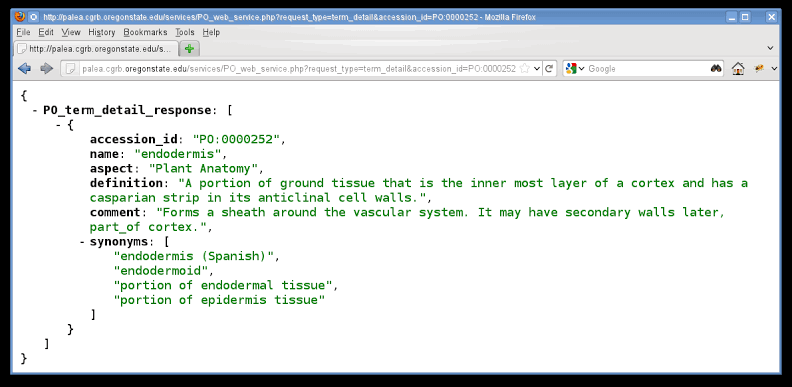 http://palea.cgrb.oregonstate.edu/services/PO_web_service.php?request_type=term_detail&accession_id=PO:0000252 - Mozilla Firefox
File Edit View History Bookmarks Tools Help
http://palea.cgrb.oregonstate.edu/s...
palea.cgrb.oregonstate.edu/services/PO_web_service.php?request_type=term_detail&accession_id=PO:0000252 Google
{
- PO_term_detail_response: [
- {
accession_id: "PO:0000252",
name: "endodermis",
aspect: "Plant Anatomy",
definition: "A portion of ground tissue that is the inner most layer of a cortex and has a
casparian strip in its anticlinal cell walls.",
comment: "Forms a sheath around the vascular system. It may have secondary walls later,
part_of cortex.",
- synonyms: [
"endodermis (Spanish)",
"endodermoid",
"portion of endodermal tissue",
"portion of epidermis tissue"
]
}
]
}